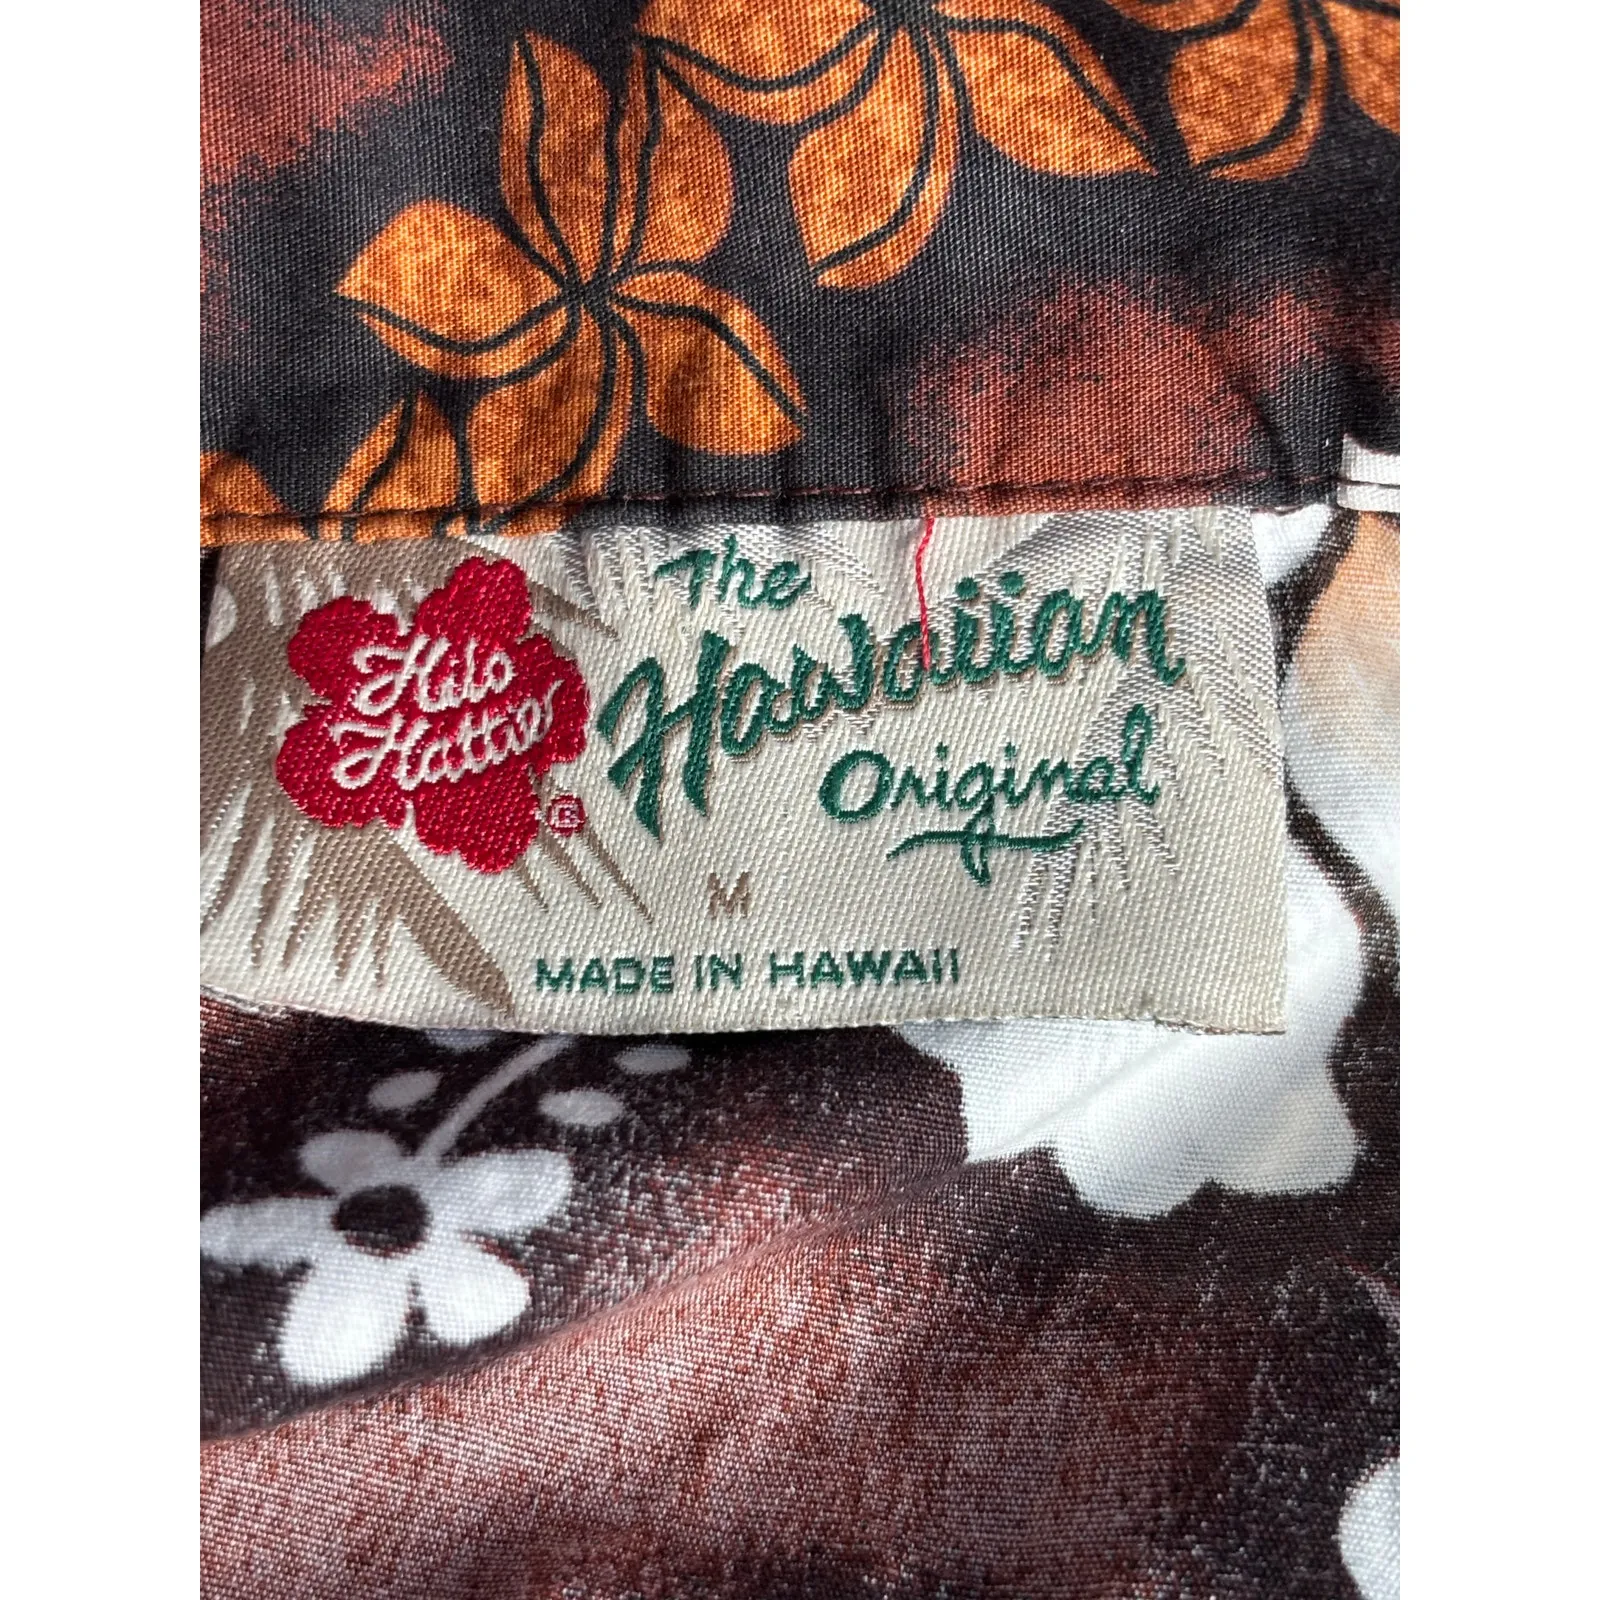 Hilo
Hattie's
®
The
Hawaiian
Original
M
MADE IN HAWAII